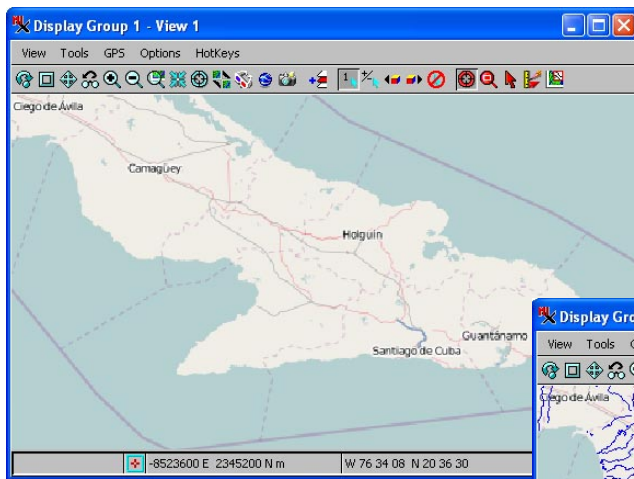 Display Group 1 - View 1
View Tools GPS Options HotKeys
Ciego de Ávila
Camagüey
Holguín
Guantánamo
Santiago de Cuba
-8523600 E 2345200 N m
W 76 34 08 N 20 36 30
Display Gro
View Tools
Ciego de Ávila